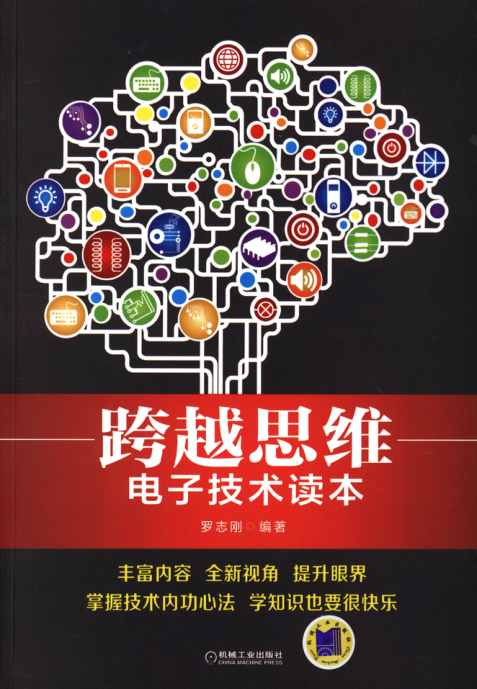 跨越思维
电子技术读本
罗志刚 编著
丰富内容 全新视角 提升眼界
掌握技术内功心法 学知识也要很快乐
机械工业出版社
CHINA MACHINE PRESS